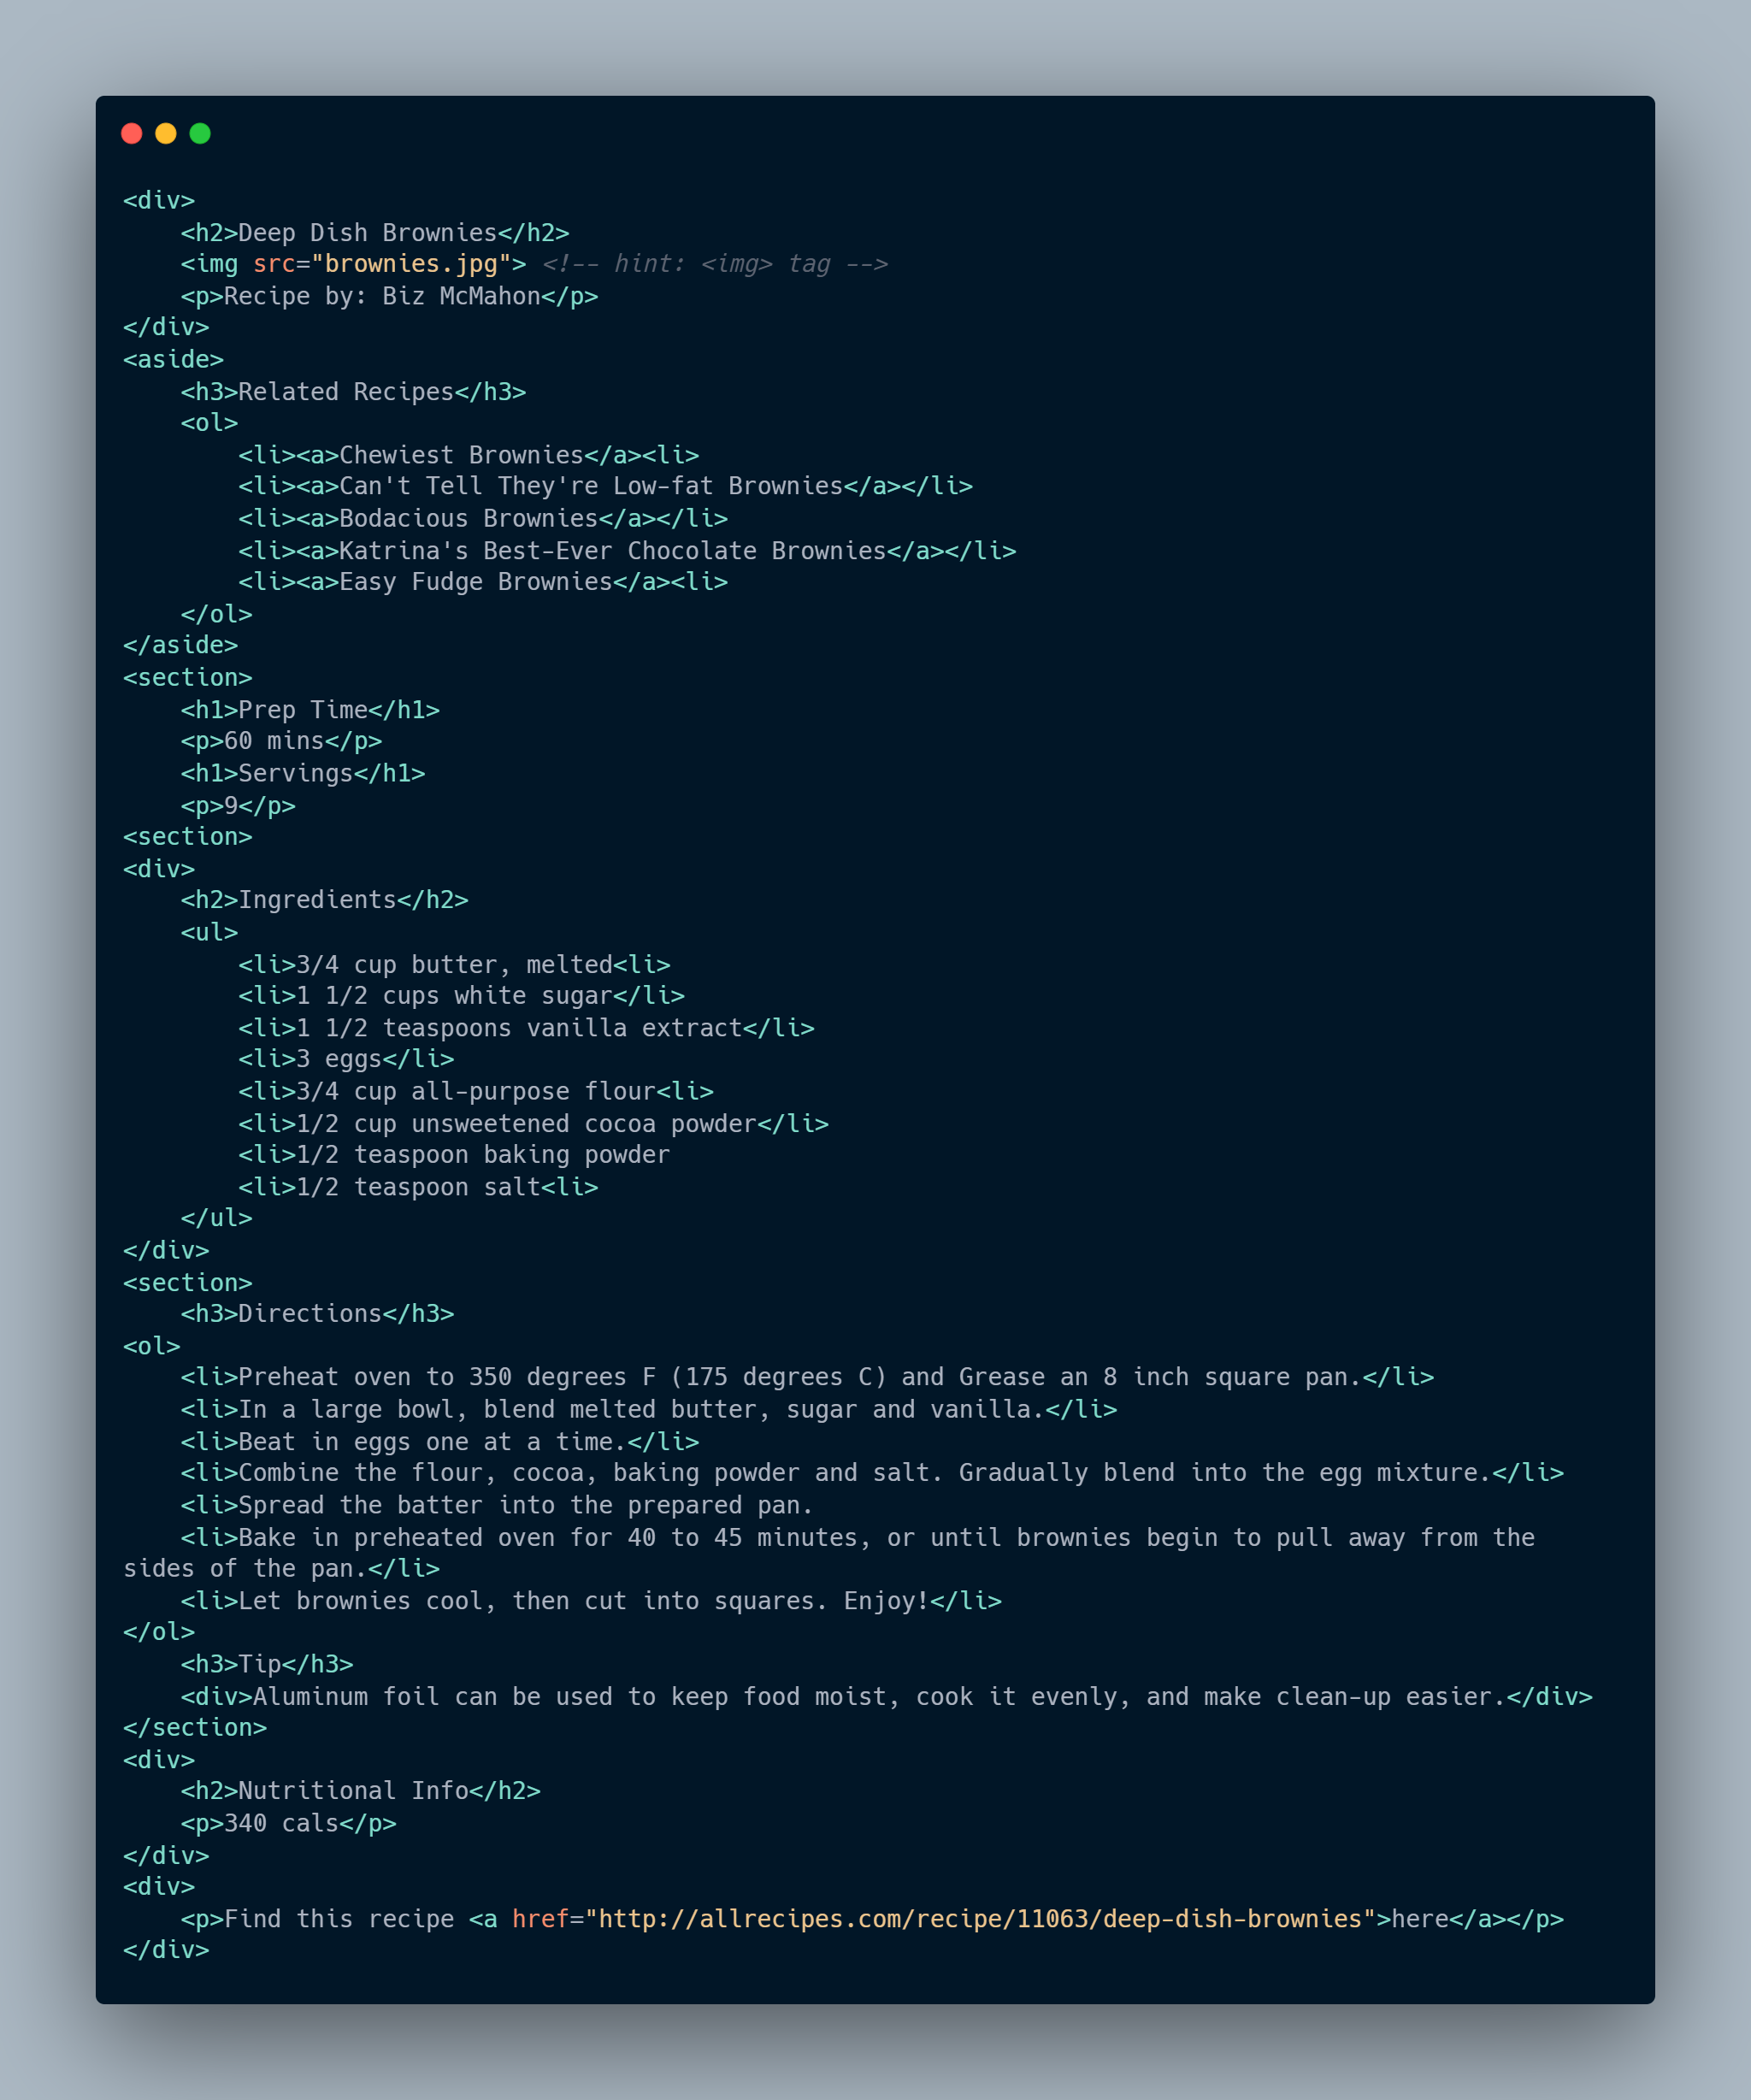 <div>
    <h2>Deep Dish Brownies</h2>
    <img src="brownies.jpg"> <!-- hint: <img> tag -->
    <p>Recipe by: Biz McMahon</p>
</div>
<aside>
    <h3>Related Recipes</h3>
    <ol>
        <li><a>Chewiest Brownies</a><li>
        <li><a>Can't Tell They're Low-fat Brownies</a></li>
        <li><a>Bodacious Brownies</a></li>
        <li><a>Katrina's Best-Ever Chocolate Brownies</a></li>
        <li><a>Easy Fudge Brownies</a><li>
    </ol>
</aside>
<section>
    <h1>Prep Time</h1>
    <p>60 mins</p>
    <h1>Servings</h1>
    <p>9</p>
<section>
<div>
    <h2>Ingredients</h2>
    <ul>
        <li>3/4 cup butter, melted<li>
        <li>1 1/2 cups white sugar</li>
        <li>1 1/2 teaspoons vanilla extract</li>
        <li>3 eggs</li>
        <li>3/4 cup all-purpose flour<li>
        <li>1/2 cup unsweetened cocoa powder</li>
        <li>1/2 teaspoon baking powder
        <li>1/2 teaspoon salt<li>
    </ul>
</div>
<section>
    <h3>Directions</h3>
<ol>
    <li>Preheat oven to 350 degrees F (175 degrees C) and Grease an 8 inch square pan.</li>
    <li>In a large bowl, blend melted butter, sugar and vanilla.</li>
    <li>Beat in eggs one at a time.</li>
    <li>Combine the flour, cocoa, baking powder and salt. Gradually blend into the egg mixture.</li>
    <li>Spread the batter into the prepared pan.
    <li>Bake in preheated oven for 40 to 45 minutes, or until brownies begin to pull away from the
sides of the pan.</li>
    <li>Let brownies cool, then cut into squares. Enjoy!</li>
</ol>
    <h3>Tip</h3>
    <div>Aluminum foil can be used to keep food moist, cook it evenly, and make clean-up easier.</div>
</section>
<div>
    <h2>Nutritional Info</h2>
    <p>340 cals</p>
</div>
<div>
    <p>Find this recipe <a href="http://allrecipes.com/recipe/11063/deep-dish-brownies">here</a></p>
</div>